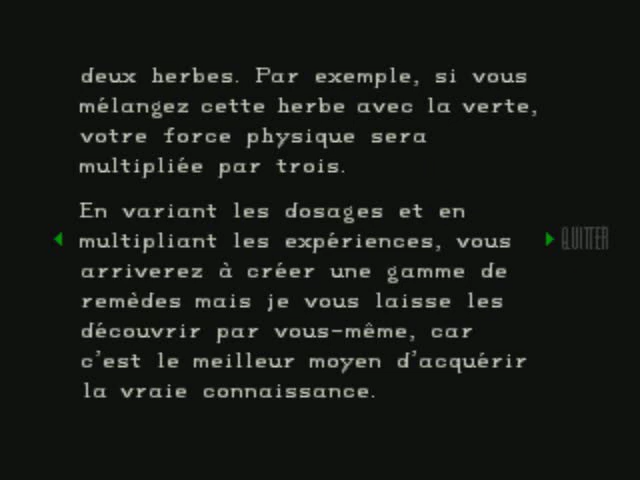 deux herbes. Par exemple, si vous
mélangez cette herbe avec la verte,
votre force physique sera
multipliée par trois.
En variant les dosages et en
multipliant les expériences, vous
QUITTER
arriverez à créer une gamme de
remèdes mais je vous laisse les
découvrir par vous-même, car
c'est le meilleur moyen d'acquérir
la vraie connaissance.